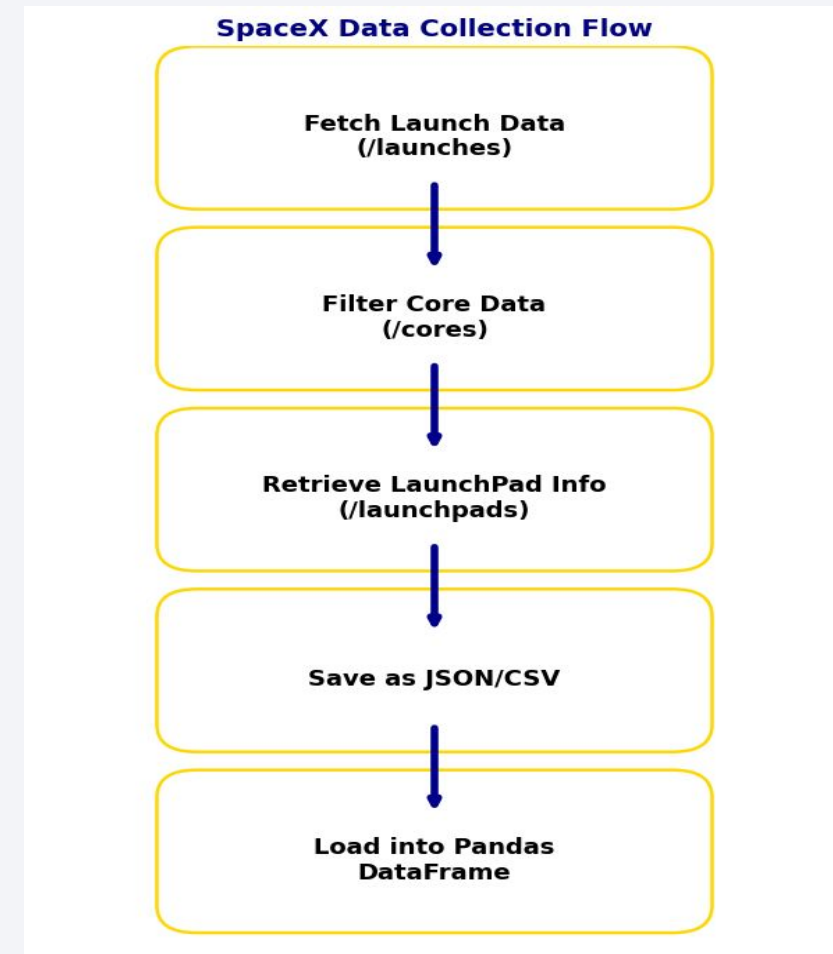 SpaceX Data Collection Flow
Fetch Launch Data
(/launches)
Filter Core Data
(/cores)
Retrieve LaunchPad Info
(/launchpads)
Save as JSON/CSV
Load into Pandas
DataFrame